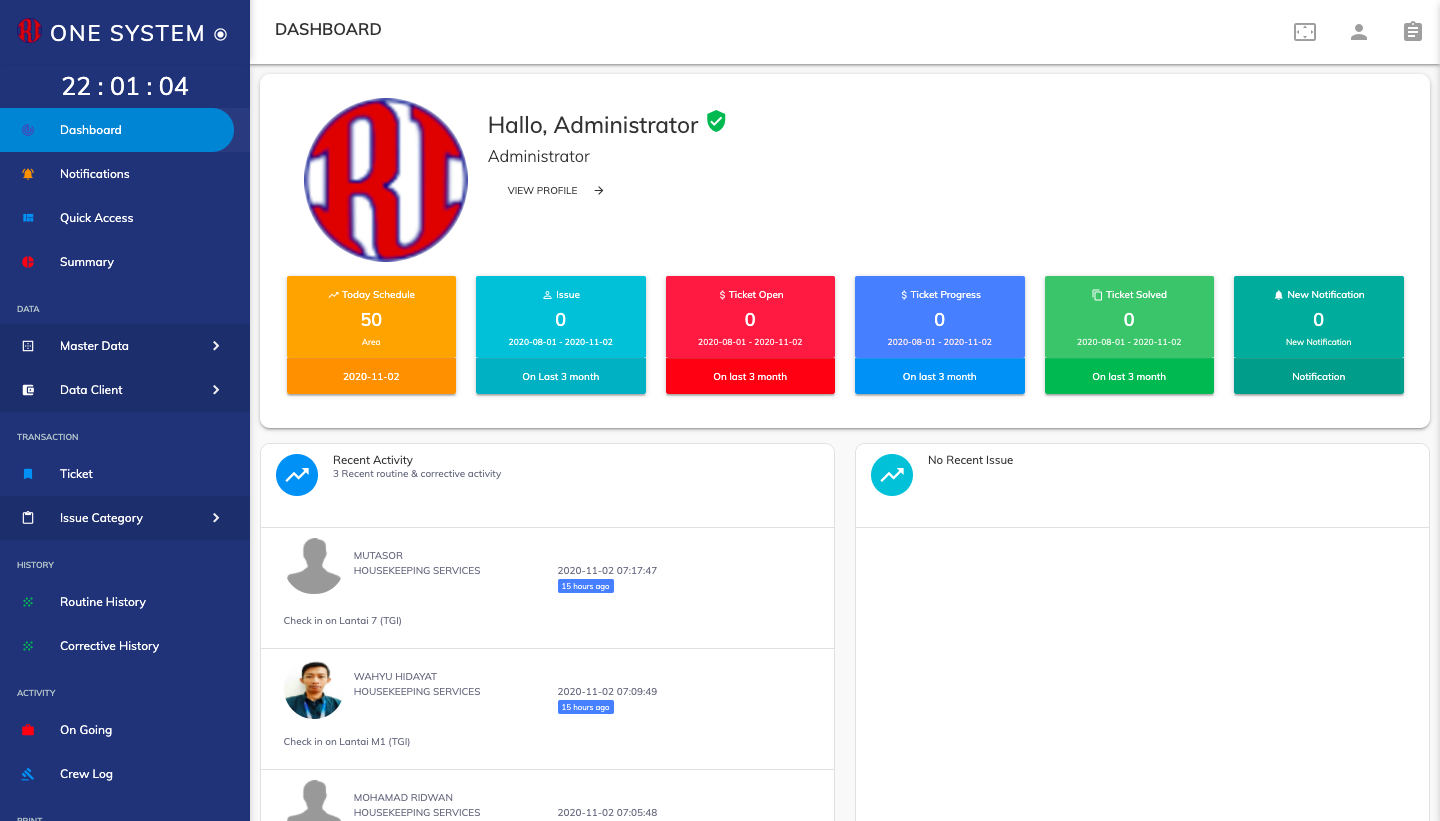 RI ONE SYSTEM
22 : 01 : 04
Dashboard
Notifications
Quick Access
Summary
DATA
Master Data
Data Client
TRANSACTION
Ticket
Issue Category
HISTORY
Routine History
Corrective History
ACTIVITY
On Going
Crew Log
PRINT
DASHBOARD
RI
Hallo, Administrator
Administrator
VIEW PROFILE
Today Schedule
50
Area
2020-11-02
Issue
0
2020-08-01 - 2020-11-02
On Last 3 month
$ Ticket Open
0
2020-08-01 - 2020-11-02
On last 3 month
$ Ticket Progress
0
2020-08-01 - 2020-11-02
On last 3 month
Ticket Solved
0
2020-08-01 - 2020-11-02
On last 3 month
New Notification
0
New Notification
Notification
Recent Activity
3 Recent routine & corrective activity
MUTASOR
HOUSEKEEPING SERVICES
2020-11-02 07:17:47
15 hours ago
Check in on Lantai 7 (TGI)
WAHYU HIDAYAT
HOUSEKEEPING SERVICES
2020-11-02 07:09:49
15 hours ago
Check in on Lantai M1 (TGI)
MOHAMAD RIDWAN
HOUSEKEEPING SERVICES
2020-11-02 07:05:48
No Recent Issue